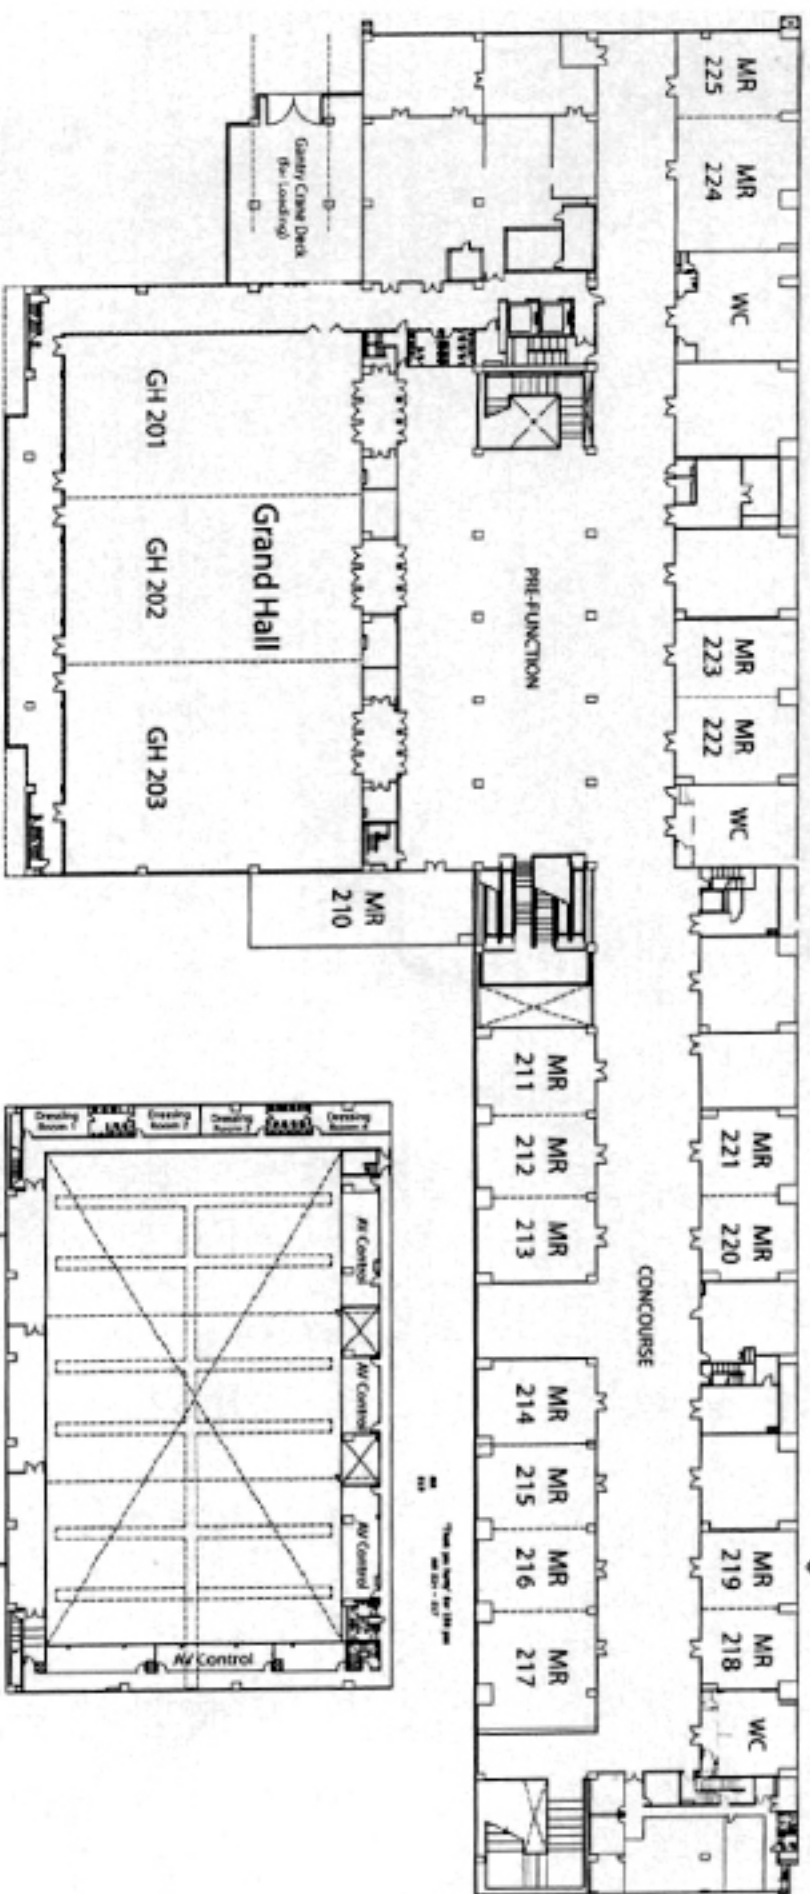 MR
225
MR
224
WC
MR
223
MR
222
WC
MR
221
MR
220
MR
219
MR
218
WC
CONCOURSE
PRE-FUNCTION
MR
211
MR
212
MR
213
MR
214
MR
215
MR
216
MR
217
MR
210
Gantry Crane Deck
(for Loading)
Grand Hall
GH 201
GH 202
GH 203
Dressing
Room 1
Dressing
Room 2
Dressing
Dressing
AV Control
AV Control
AV Control
AV Control